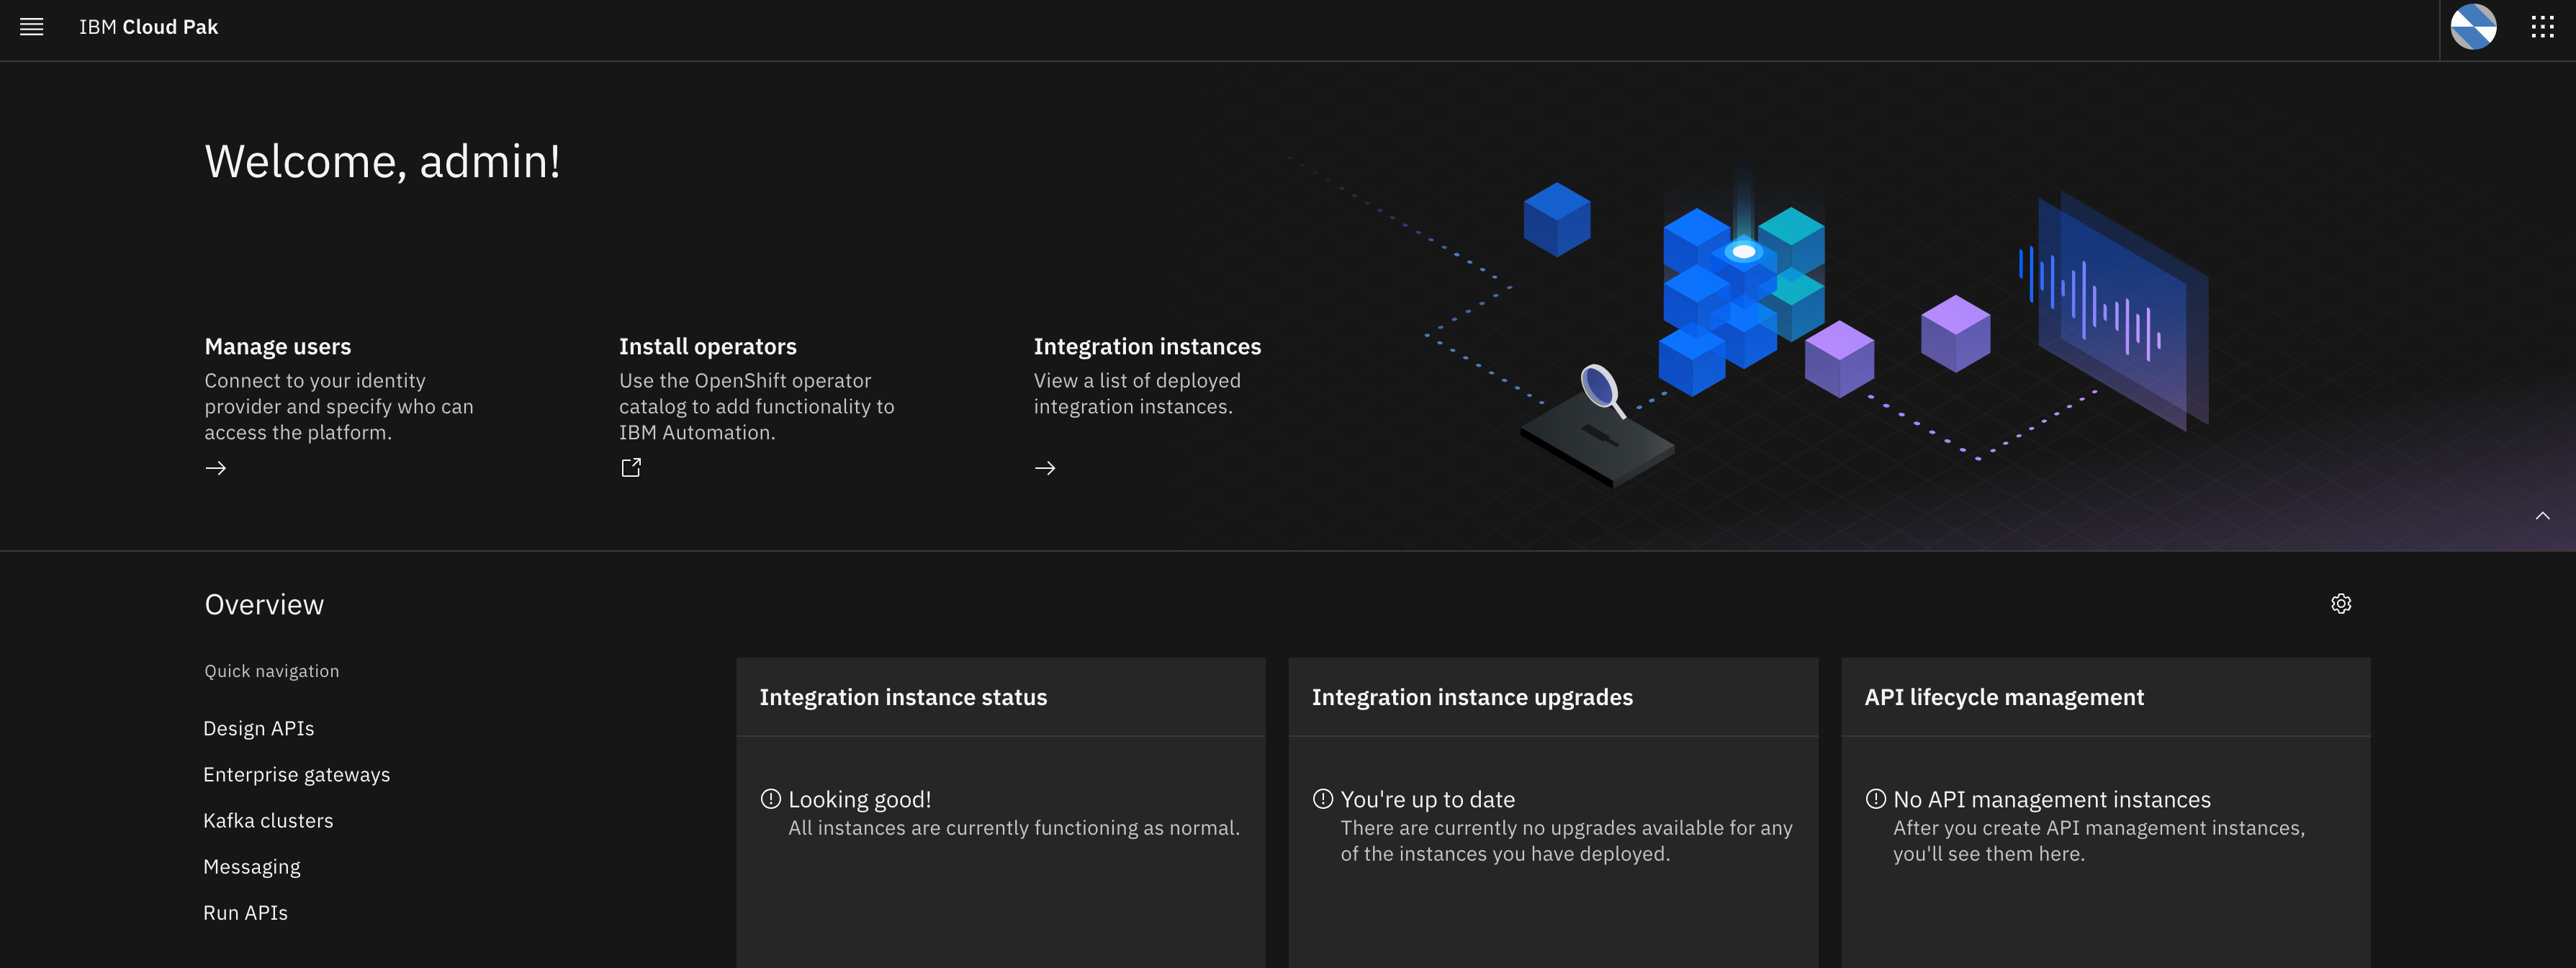 IBM Cloud Pak
Welcome, admin!
Manage users
Connect to your identity
provider and specify who can
access the platform.
Install operators
Use the OpenShift operator
catalog to add functionality to
IBM Automation.
Integration instances
View a list of deployed
integration instances.
Overview
Quick navigation
Design APIs
Enterprise gateways
Kafka clusters
Messaging
Run APIs
Integration instance status
Looking good!
All instances are currently functioning as normal.
Integration instance upgrades
You're up to date
There are currently no upgrades available for any
of the instances you have deployed.
API lifecycle management
No API management instances
After you create API management instances,
you'll see them here.